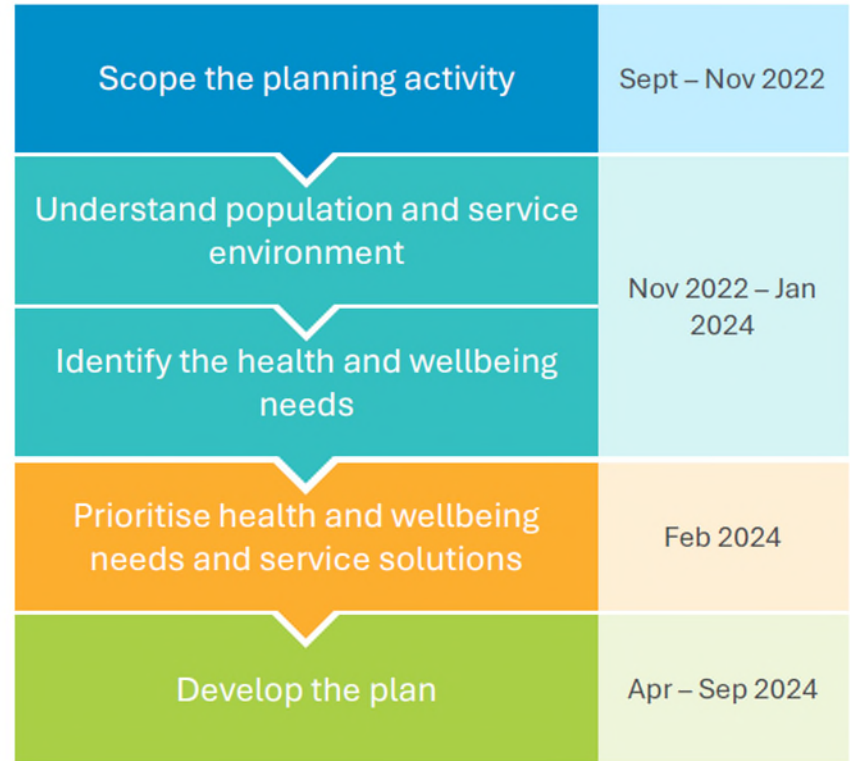 Scope the planning activity
Sept – Nov 2022
Understand population and service
environment
Nov 2022 – Jan
2024
Identify the health and wellbeing
needs
Prioritise health and wellbeing
needs and service solutions
Feb 2024
Develop the plan
Apr – Sep 2024